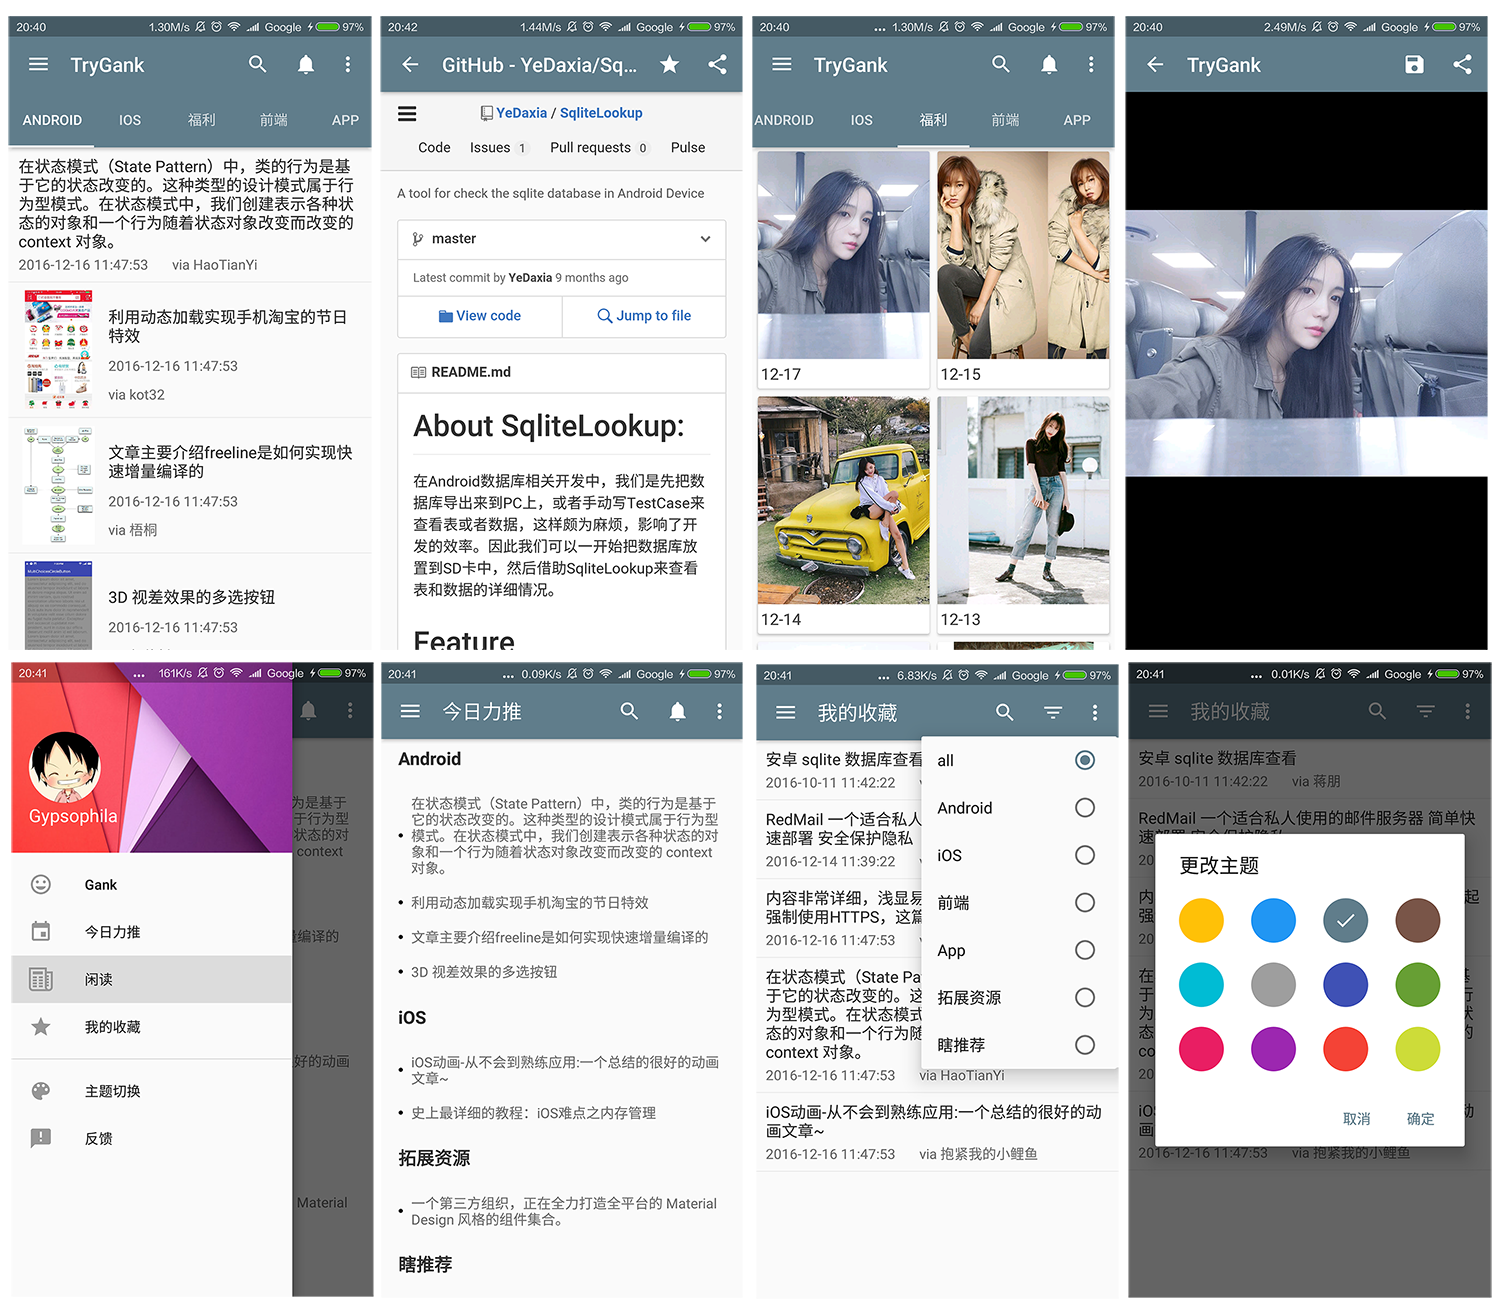 20:40 1.30M/s Google 97%
TryGank
ANDROID IOS 福利 前端 APP
在状态模式（State Pattern）中，类的行为是基
于它的状态改变的。这种类型的设计模式属于行
为型模式。在状态模式中，我们创建表示各种状
态的对象和一个行为随着状态对象改变而改变的
context 对象。
2016-12-16 11:47:53 via HaoTianYi
利用动态加载实现手机淘宝的节日
特效
2016-12-16 11:47:53
via kot32
文章主要介绍freeline是如何实现快
速增量编译的
2016-12-16 11:47:53
via 梧桐
3D 视差效果的多选按钮
2016-12-16 11:47:53
20:42 1.44M/s Google 97%
GitHub - YeDaxia/Sq...
YeDaxia / SqliteLookup
Code Issues 1 Pull requests 0 Pulse
A tool for check the sqlite database in Android Device
master
Latest commit by YeDaxia 9 months ago
View code Jump to file
README.md
About SqliteLookup:
在Android数据库相关开发中，我们是先把数
据库导出来到PC上，或者手动写TestCase来
查看表或者数据，这样颇为麻烦，影响了开
发的效率。因此我们可以一开始把数据库放
置到SD卡中，然后借助SqliteLookup来查看
表和数据的详细情况。
Feature
20:40 ... 1.30M/s Google 97%
TryGank
ANDROID IOS 福利 前端 APP
12-17 12-15
12-14 12-13
20:40 2.49M/s Google 97%
TryGank
20:41 ... 161K/s Google 97%
Gypsophila
Gank
今日力推
闲读
我的收藏
主题切换
反馈
为是基于
于行为型
状态的对
context
量编译的
好的动画
Material
20:41 ... 0.09K/s Google 97%
今日力推
Android
在状态模式（State Pattern）中，类的行为是基于
它的状态改变的。这种类型的设计模式属于行为型
模式。在状态模式中，我们创建表示各种状态的对
象和一个行为随着状态对象改变而改变的 context
对象。
利用动态加载实现手机淘宝的节日特效
文章主要介绍freeline是如何实现快速增量编译的
3D 视差效果的多选按钮
iOS
iOS动画-从不会到熟练应用:一个总结的很好的动画
文章~
史上最详细的教程：iOS难点之内存管理
拓展资源
一个第三方组织，正在全力打造全平台的 Material
Design 风格的组件集合。
瞎推荐
20:41 ... 6.83K/s Google 97%
我的收藏
安卓 sqlite 数据库查看
2016-10-11 11:42:22
RedMail 一个适合私人
速部署 安全保护隐私
2016-12-14 11:39:22
内容非常详细，浅显易
强制使用HTTPS，这篇
2016-12-16 11:47:53
在状态模式（State Pa
于它的状态改变的。这
为型模式。在状态模式
态的对象和一个行为随
context 对象。
2016-12-16 11:47:53 via HaoTianYi
iOS动画-从不会到熟练应用:一个总结的很好的动
画文章~
2016-12-16 11:47:53 via 抱紧我的小鲤鱼
all
Android
iOS
前端
App
拓展资源
瞎推荐
20:41 ... 0.01K/s Google 97%
我的收藏
安卓 sqlite 数据库查看
2016-10-11 11:42:22 via 蒋朋
RedMail 一个适合私人使用的邮件服务器 简单快
速部署 安全保护隐私
更改主题
取消 确定
2016-12-16 11:47:53 via 抱紧我的小鲤鱼